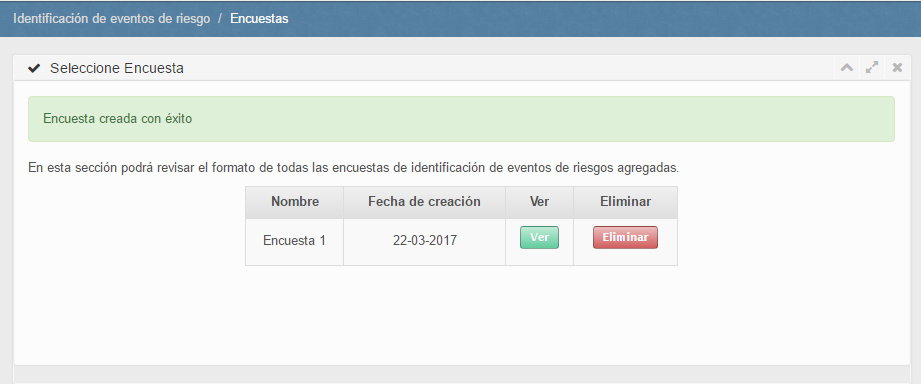 Identificación de eventos de riesgo / Encuestas
Seleccione Encuesta
Encuesta creada con éxito
En esta sección podrá revisar el formato de todas las encuestas de identificación de eventos de riesgos agregadas.
Nombre Fecha de creación Ver Eliminar
Encuesta 1 22-03-2017 Ver Eliminar